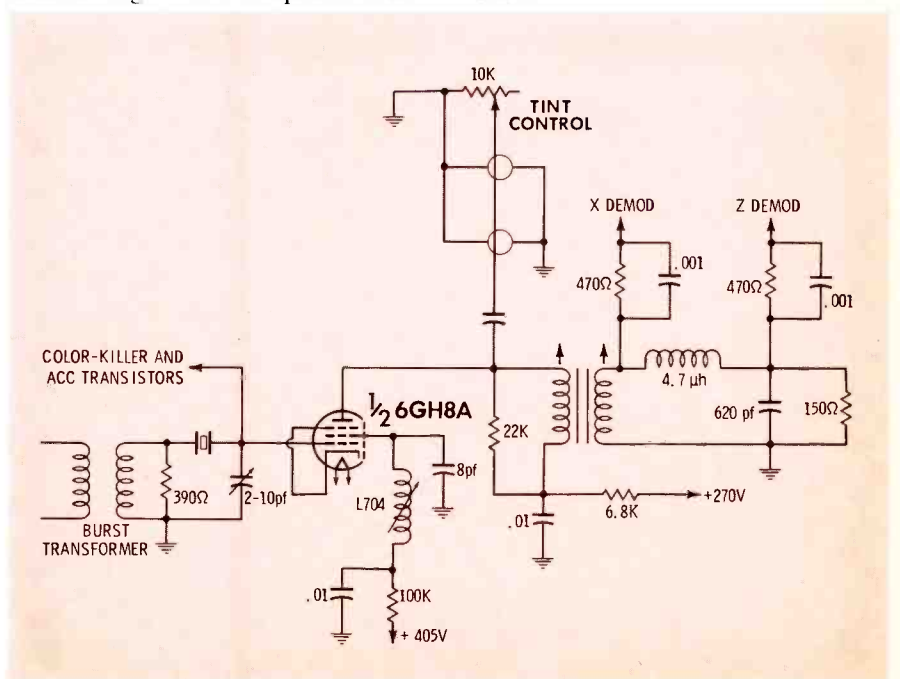 10K
TINT
CONTROL
X DEMOD
Z DEMOD
470Ω
.001
470Ω
.001
COLOR-KILLER AND
ACC TRANSISTORS
4.7 μh
1/2 6GH8A
620 pf
150Ω
22K
8pf
390Ω
2-10pf
L704
+270V
6.8K
BURST
TRANSFORMER
.01
.01
100K
+ 405V